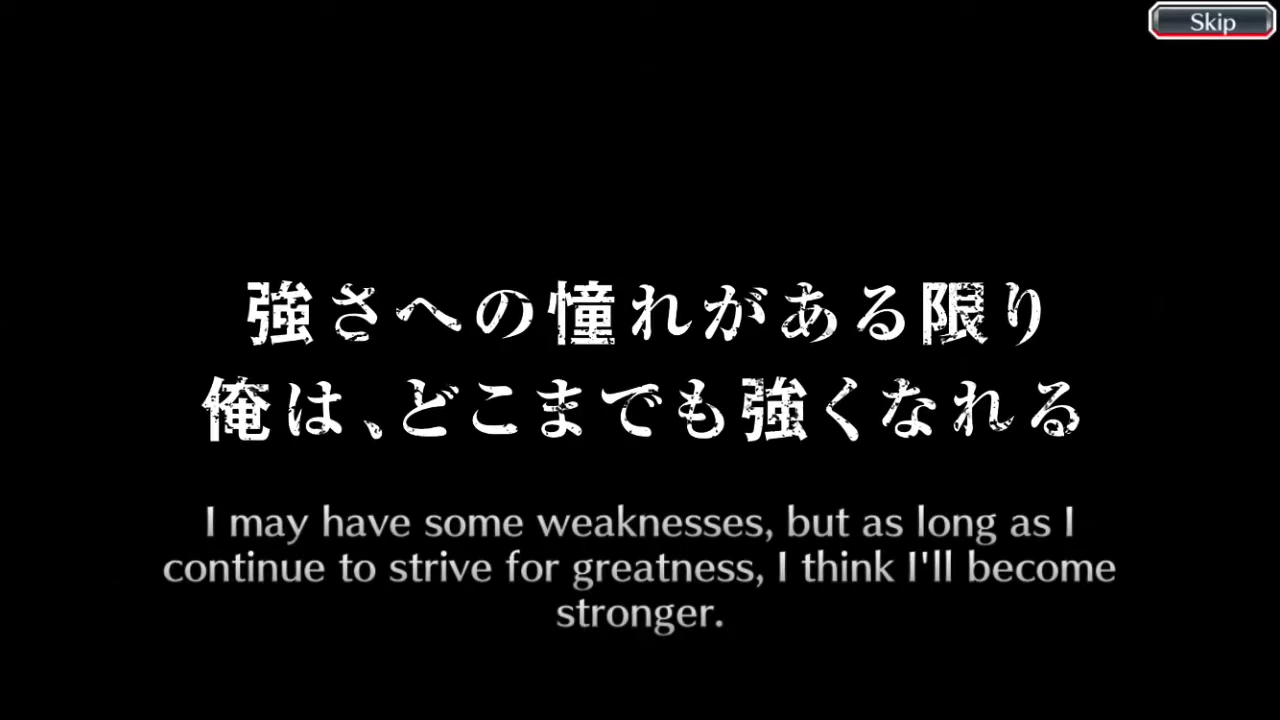 Skip
強さへの憧れがある限り
俺は、どこまでも強くなれる
I may have some weaknesses, but as long as I
continue to strive for greatness, I think I'll become
stronger.